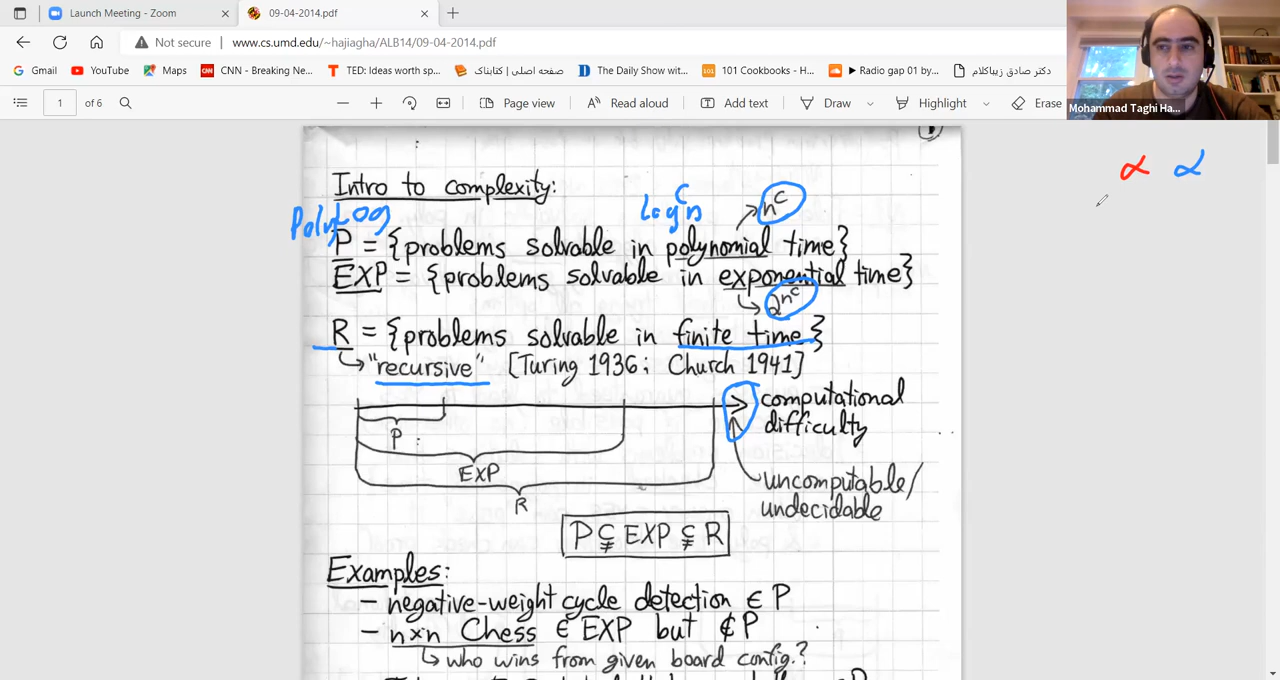 Launch Meeting - Zoom
09-04-2014.pdf
Not secure
www.cs.umd.edu/~hajiagha/ALB14/09-04-2014.pdf
Gmail
YouTube
Maps
CNN - Breaking Ne...
TED: Ideas worth sp...
صفحه اصلی | کتابناک
The Daily Show wit...
101 Cookbooks - H...
Radio gap 01 by...
دکتر صادق زیباکلام
1
of 6
Page view
Read aloud
Add text
Draw
Highlight
Erase
Mohammad Taghi Ha...
1
∝ ∝
Intro to complexity:
PolyLog
log^c n
n^c
P = {problems solvable in polynomial time}
EXP = {problems solvable in exponential time}
2^n^c
R = {problems solvable in finite time}
"recursive" [Turing 1936; Church 1941]
computational
difficulty
P
EXP
R
uncomputable/
undecidable
P ⊊ EXP ⊊ R
Examples:
– negative-weight cycle detection ∈ P
– n×n Chess ∈ EXP but ∉ P
who wins from given board config.?